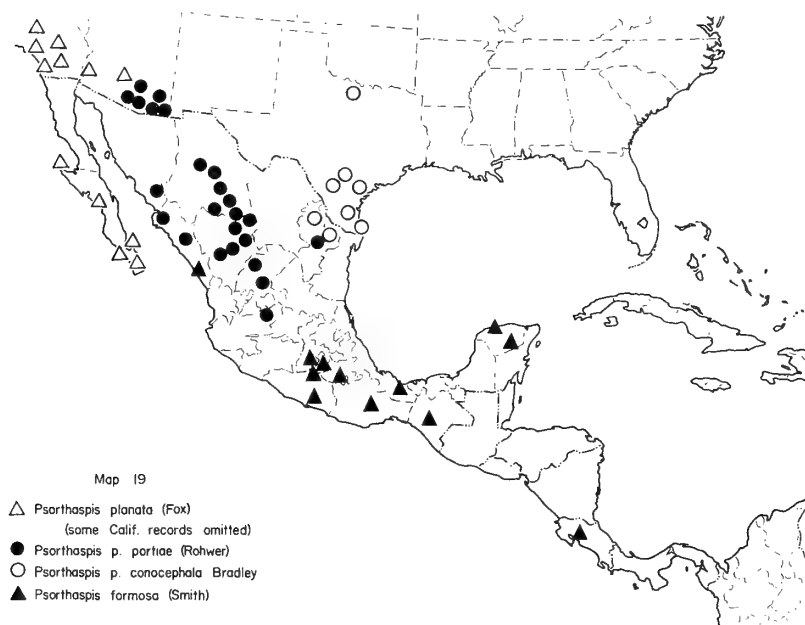 Map 19
Psorthaspis planata (Fox)
(some Calif. records omitted)
Psorthaspis p. portiae (Rohwer)
Psorthaspis p. conocephala Bradley
Psorthaspis formosa (Smith)